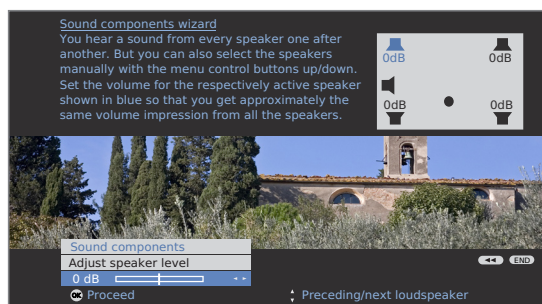 Sound components wizard
You hear a sound from every speaker one after
another. But you can also select the speakers
manually with the menu control buttons up/down.
Set the volume for the respectively active speaker
shown in blue so that you get approximately the
same volume impression from all the speakers.
0dB 0dB
0dB 0dB
Sound components
Adjust speaker level
0 dB
END
OK Proceed
Preceding/next loudspeaker